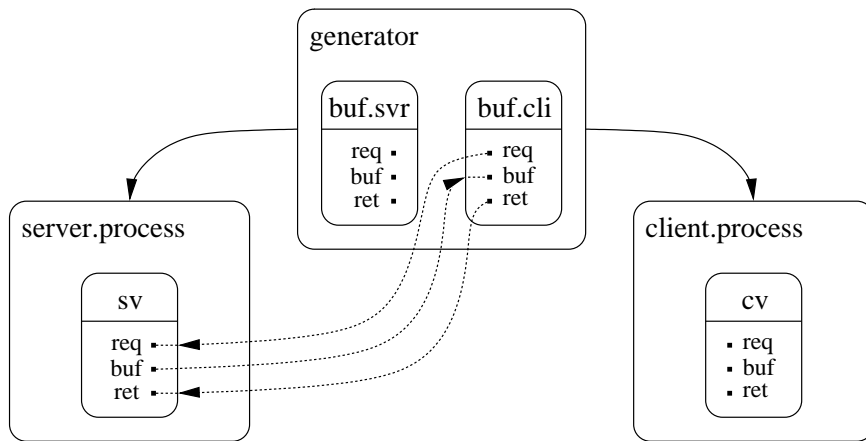 generator
buf.svr
req
buf
ret
buf.cli
req
buf
ret
server.process
sv
req
buf
ret
client.process
cv
req
buf
ret